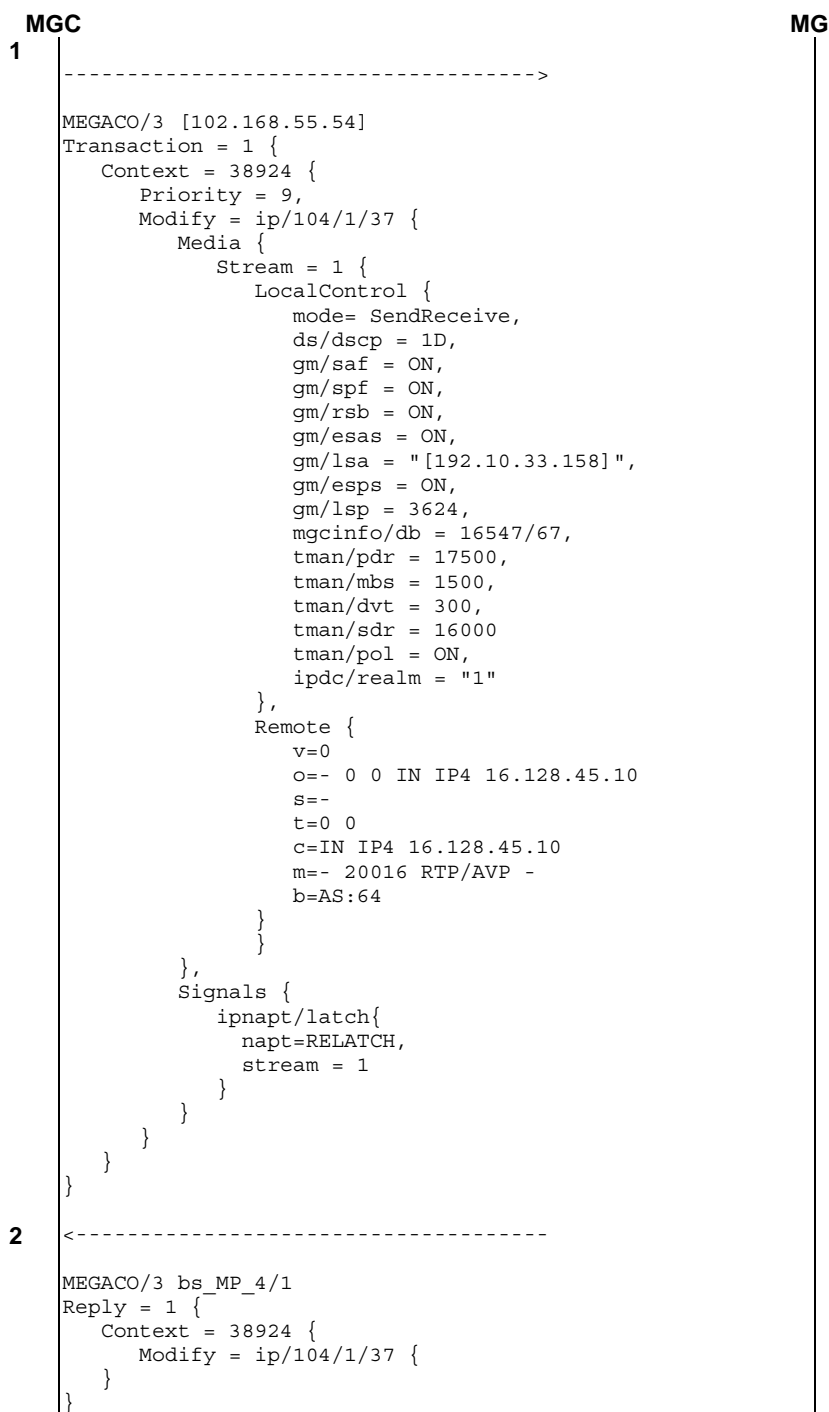 MGC MG
1
------------------------------------->
MEGACO/3 [102.168.55.54]
Transaction = 1 {
   Context = 38924 {
      Priority = 9,
      Modify = ip/104/1/37 {
         Media {
            Stream = 1 {
               LocalControl {
                  mode= SendReceive,
                  ds/dscp = 1D,
                  gm/saf = ON,
                  gm/spf = ON,
                  gm/rsb = ON,
                  gm/esas = ON,
                  gm/lsa = "[192.10.33.158]",
                  gm/esps = ON,
                  gm/lsp = 3624,
                  mgcinfo/db = 16547/67,
                  tman/pdr = 17500,
                  tman/mbs = 1500,
                  tman/dvt = 300,
                  tman/sdr = 16000
                  tman/pol = ON,
                  ipdc/realm = "1"
               },
               Remote {
                  v=0
                  o=- 0 0 IN IP4 16.128.45.10
                  s=-
                  t=0 0
                  c=IN IP4 16.128.45.10
                  m=- 20016 RTP/AVP -
                  b=AS:64
               }
               }
         },
         Signals {
            ipnapt/latch{
              napt=RELATCH,
              stream = 1
            }
         }
      }
   }
}
2 <-------------------------------------
MEGACO/3 bs_MP_4/1
Reply = 1 {
   Context = 38924 {
      Modify = ip/104/1/37 {
   }
}